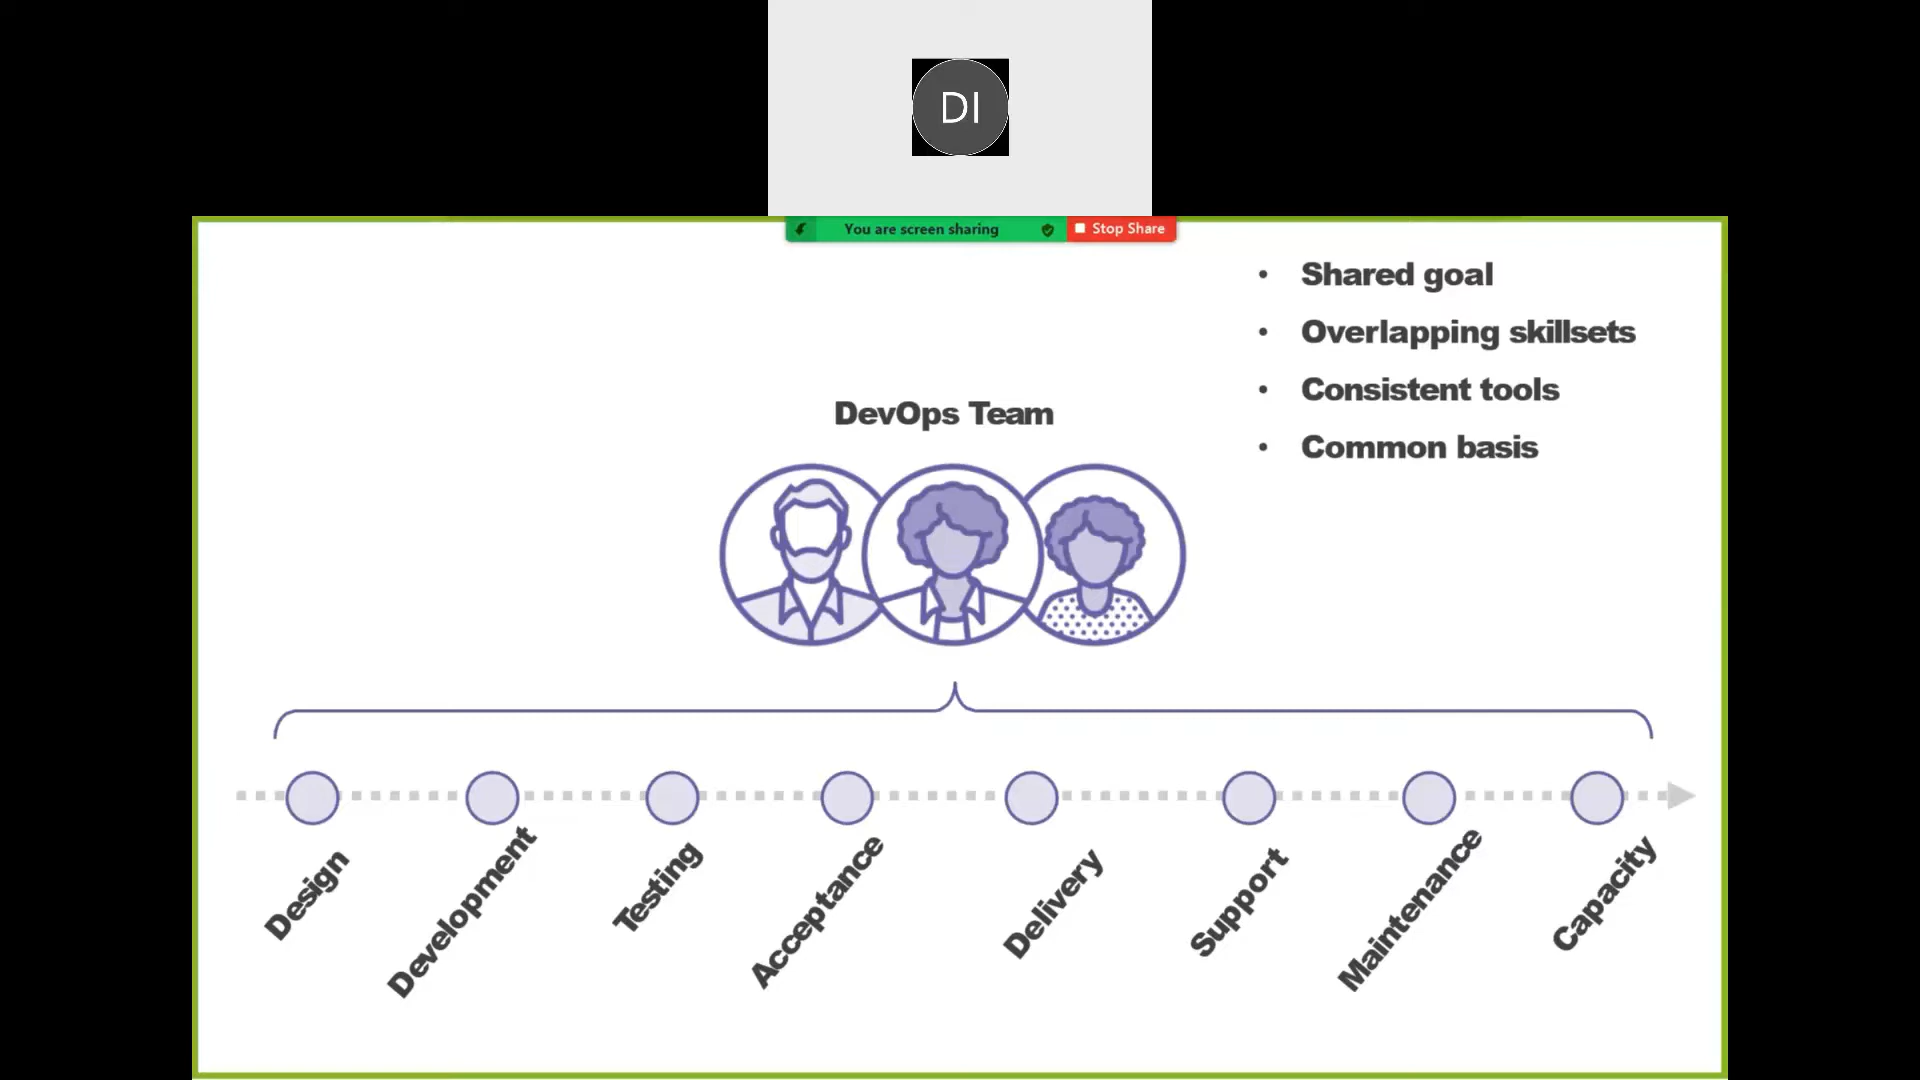 DI
You are screen sharing
Stop Share
Shared goal
Overlapping skillsets
Consistent tools
Common basis
DevOps Team
Design
Development
Testing
Acceptance
Delivery
Support
Maintenance
Capacity